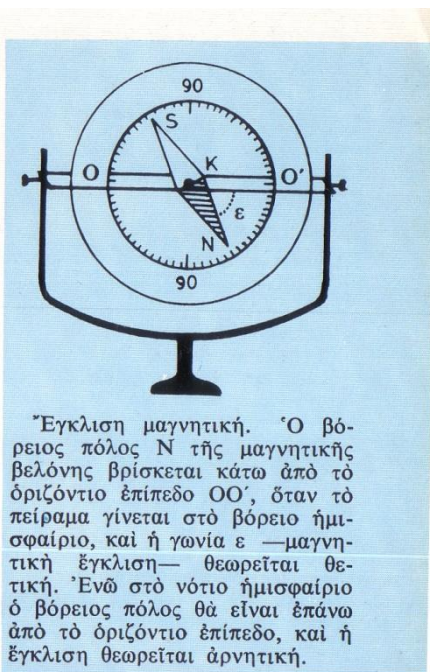 90
S
O K O′
ε
N
90
Ἔγκλιση μαγνητική. Ὁ βό-
ρειος πόλος Ν τῆς μαγνητικῆς
βελόνης βρίσκεται κάτω ἀπὸ τὸ
ὁριζόντιο ἐπίπεδο ΟΟ′, ὅταν τὸ
πείραμα γίνεται στὸ βόρειο ἡμι-
σφαίριο, καὶ ἡ γωνία ε —μαγνη-
τικὴ ἔγκλιση— θεωρεῖται θε-
τική. Ἐνῶ στὸ νότιο ἡμισφαίριο
ὁ βόρειος πόλος θὰ εἶναι ἐπάνω
ἀπὸ τὸ ὁριζόντιο ἐπίπεδο, καὶ ἡ
ἔγκλιση θεωρεῖται ἀρνητική.